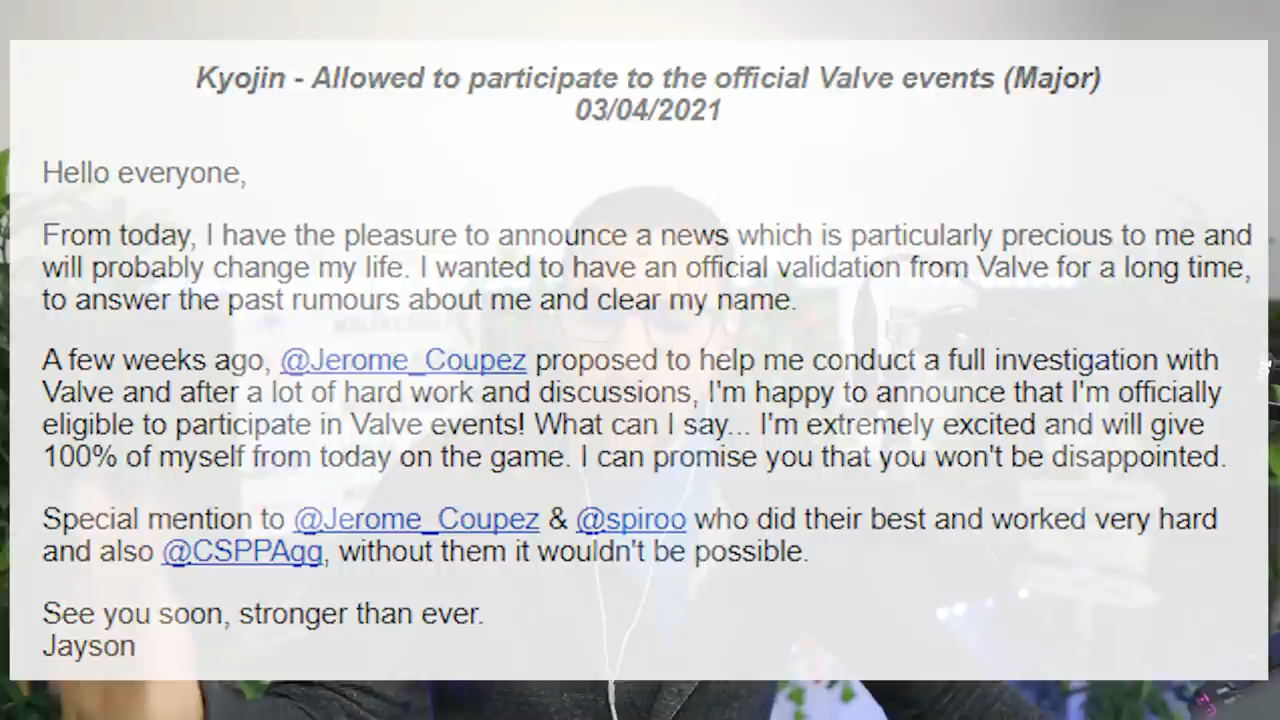 Kyojin - Allowed to participate to the official Valve events (Major)
03/04/2021
Hello everyone,
From today, I have the pleasure to announce a news which is particularly precious to me and
will probably change my life. I wanted to have an official validation from Valve for a long time,
to answer the past rumours about me and clear my name.
A few weeks ago, @Jerome_Coupez proposed to help me conduct a full investigation with
Valve and after a lot of hard work and discussions, I'm happy to announce that I'm officially
eligible to participate in Valve events! What can I say... I'm extremely excited and will give
100% of myself from today on the game. I can promise you that you won't be disappointed.
Special mention to @Jerome_Coupez & @spiroo who did their best and worked very hard
and also @CSPPAgg, without them it wouldn't be possible.
See you soon, stronger than ever.
Jayson